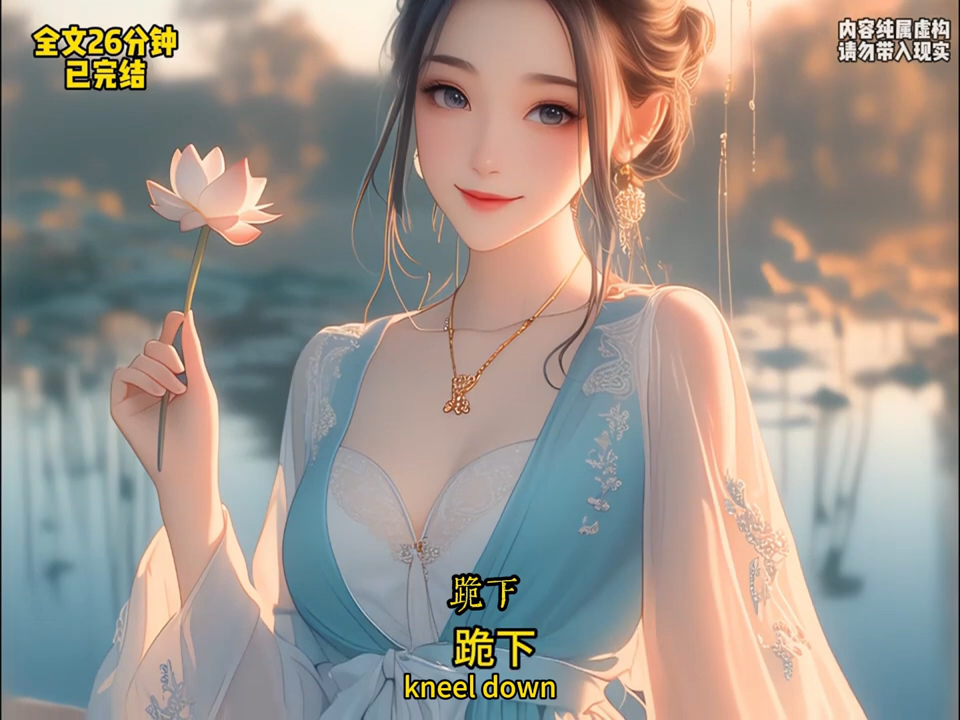 全文26分钟
已完结
内容纯属虚构
请勿带入现实
跪下
跪下
kneel down